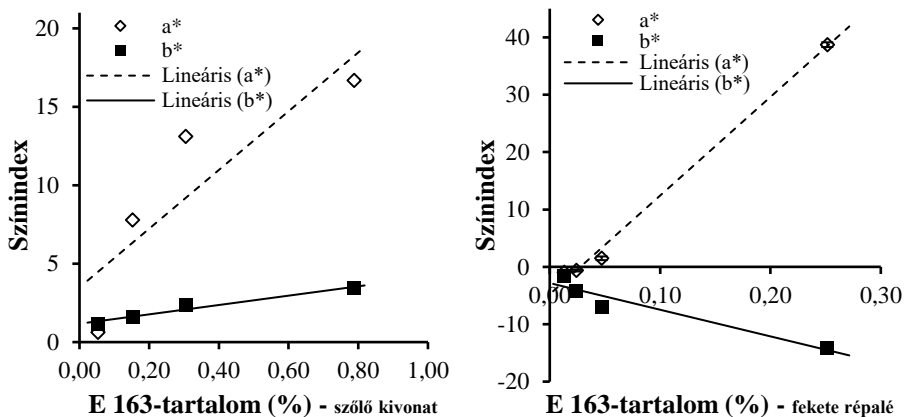 20
15
10
5
0
0,00 0,20 0,40 0,60 0,80 1,00
Színindex
a*
b*
Lineáris (a*)
Lineáris (b*)
E 163-tartalom (%) - szőlő kivonat
40
30
20
10
0
-10
-20
0,00 0,10 0,20 0,30
Színindex
a*
b*
Lineáris (a*)
Lineáris (b*)
E 163-tartalom (%) - fekete répalé